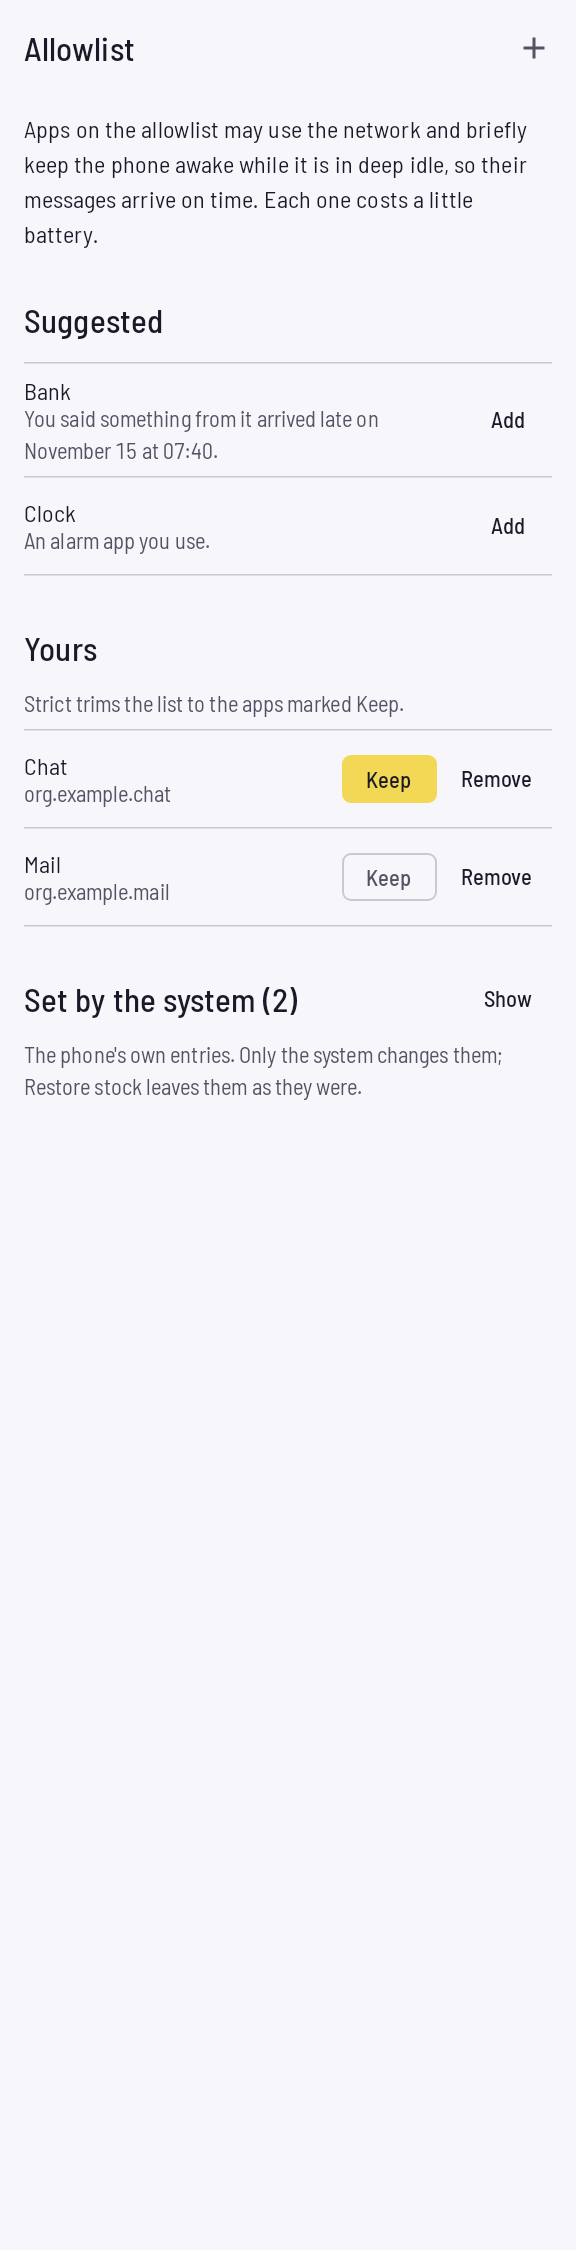 Allowlist
Apps on the allowlist may use the network and briefly
keep the phone awake while it is in deep idle, so their
messages arrive on time. Each one costs a little
battery.
Suggested
Bank
You said something from it arrived late on
November 15 at 07:40.
Add
Clock
An alarm app you use.
Add
Yours
Strict trims the list to the apps marked Keep.
Chat
org.example.chat
Keep
Remove
Mail
org.example.mail
Keep
Remove
Set by the system (2)
Show
The phone's own entries. Only the system changes them;
Restore stock leaves them as they were.